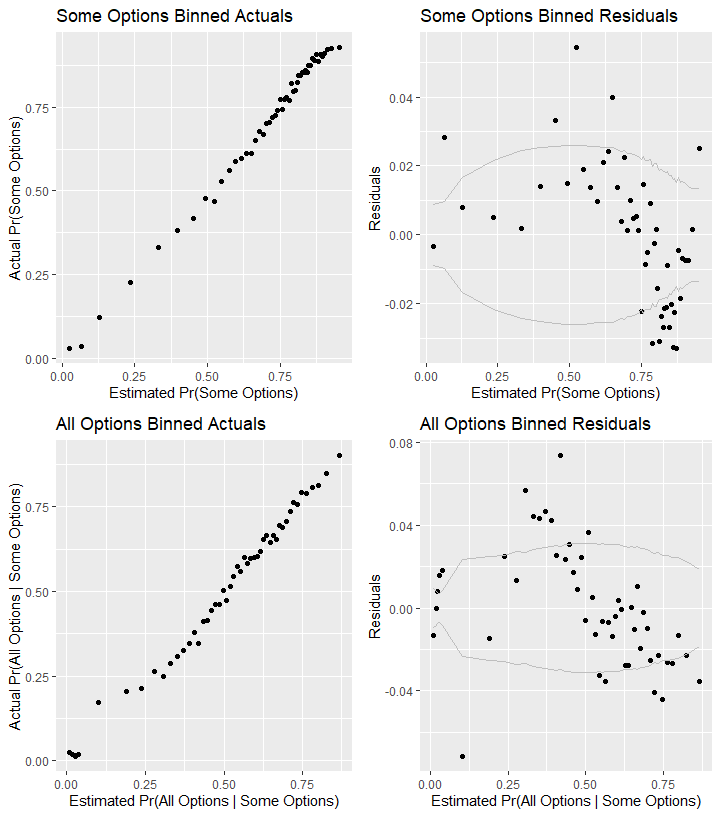 Some Options Binned Actuals
Actual Pr(Some Options)
0.75
0.50
0.25
0.00
0.00 0.25 0.50 0.75
Estimated Pr(Some Options)
Some Options Binned Residuals
Residuals
0.04
0.02
0.00
-0.02
0.00 0.25 0.50 0.75
Estimated Pr(Some Options)
All Options Binned Actuals
Actual Pr(All Options | Some Options)
0.75
0.50
0.25
0.00
0.00 0.25 0.50 0.75
Estimated Pr(All Options | Some Options)
All Options Binned Residuals
Residuals
0.08
0.04
0.00
-0.04
0.00 0.25 0.50 0.75
Estimated Pr(All Options | Some Options)